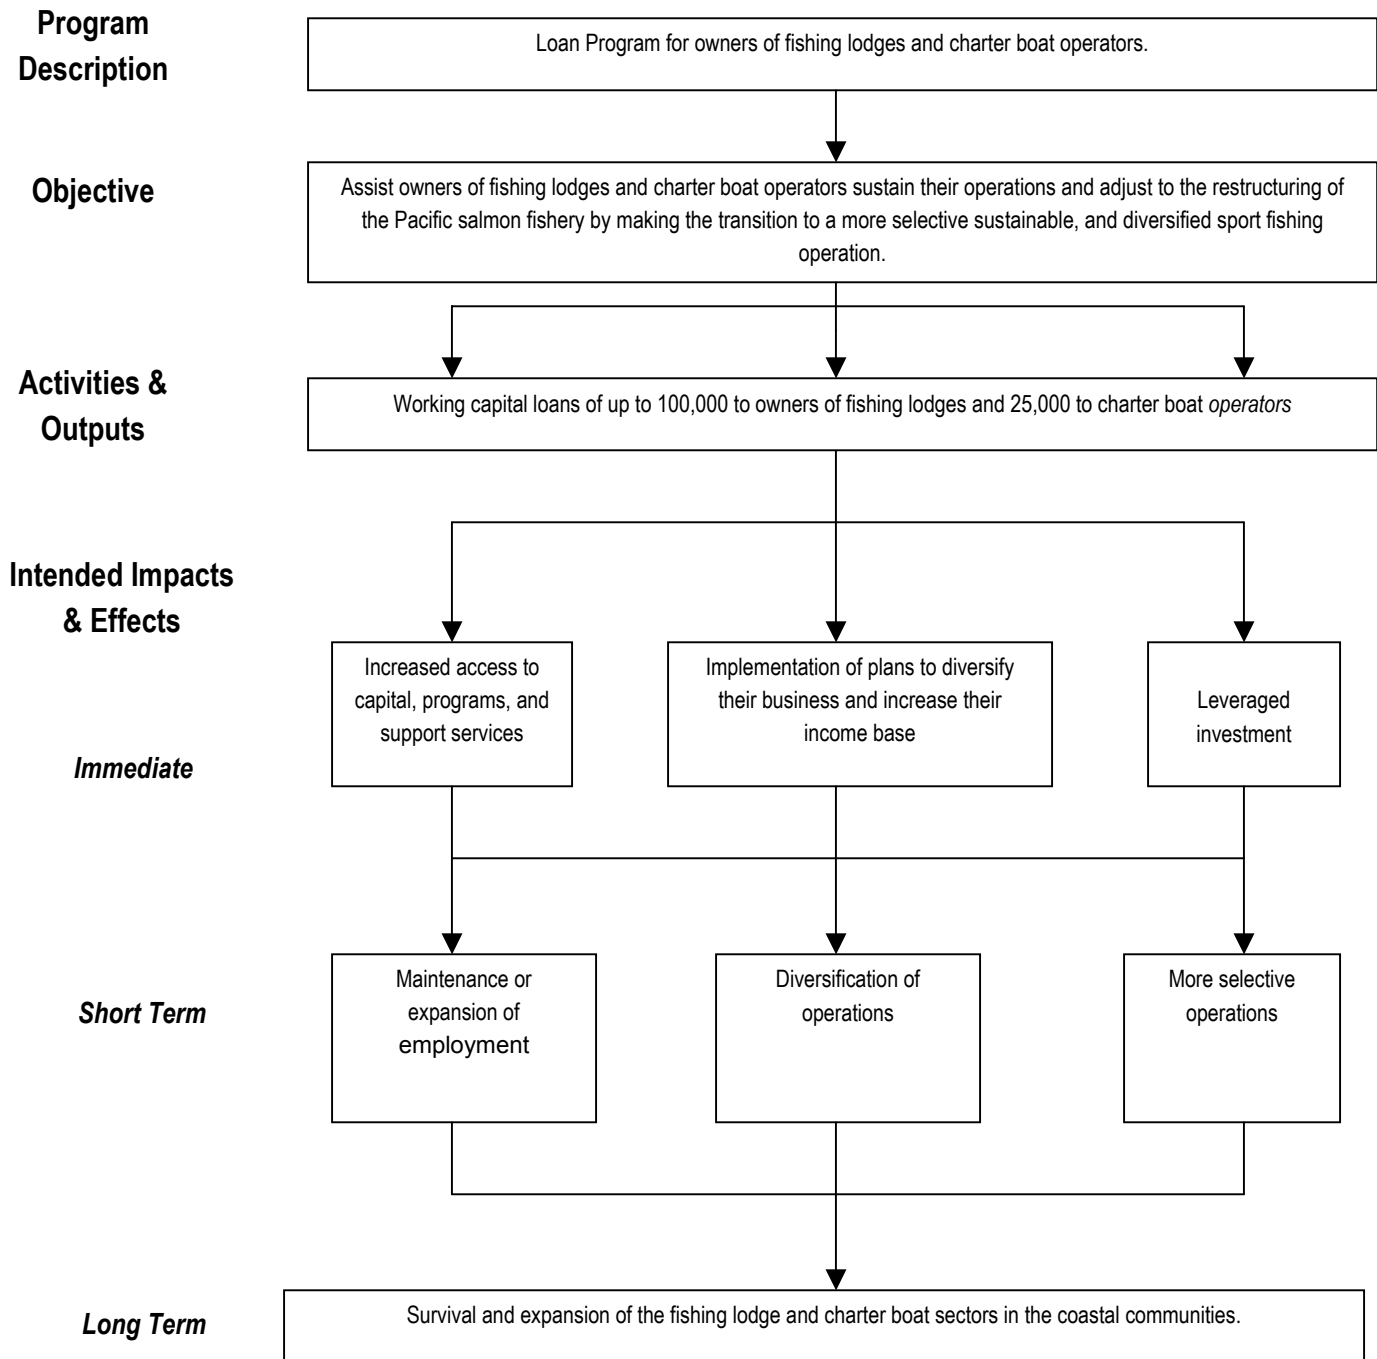 Program
Description
Loan Program for owners of fishing lodges and charter boat operators.
Objective
Assist owners of fishing lodges and charter boat operators sustain their operations and adjust to the restructuring of
the Pacific salmon fishery by making the transition to a more selective sustainable, and diversified sport fishing
operation.
Activities &
Outputs
Working capital loans of up to 100,000 to owners of fishing lodges and 25,000 to charter boat operators
Intended Impacts
& Effects
Immediate
Increased access to
capital, programs, and
support services
Implementation of plans to diversify
their business and increase their
income base
Leveraged
investment
Short Term
Maintenance or
expansion of
employment
Diversification of
operations
More selective
operations
Long Term
Survival and expansion of the fishing lodge and charter boat sectors in the coastal communities.